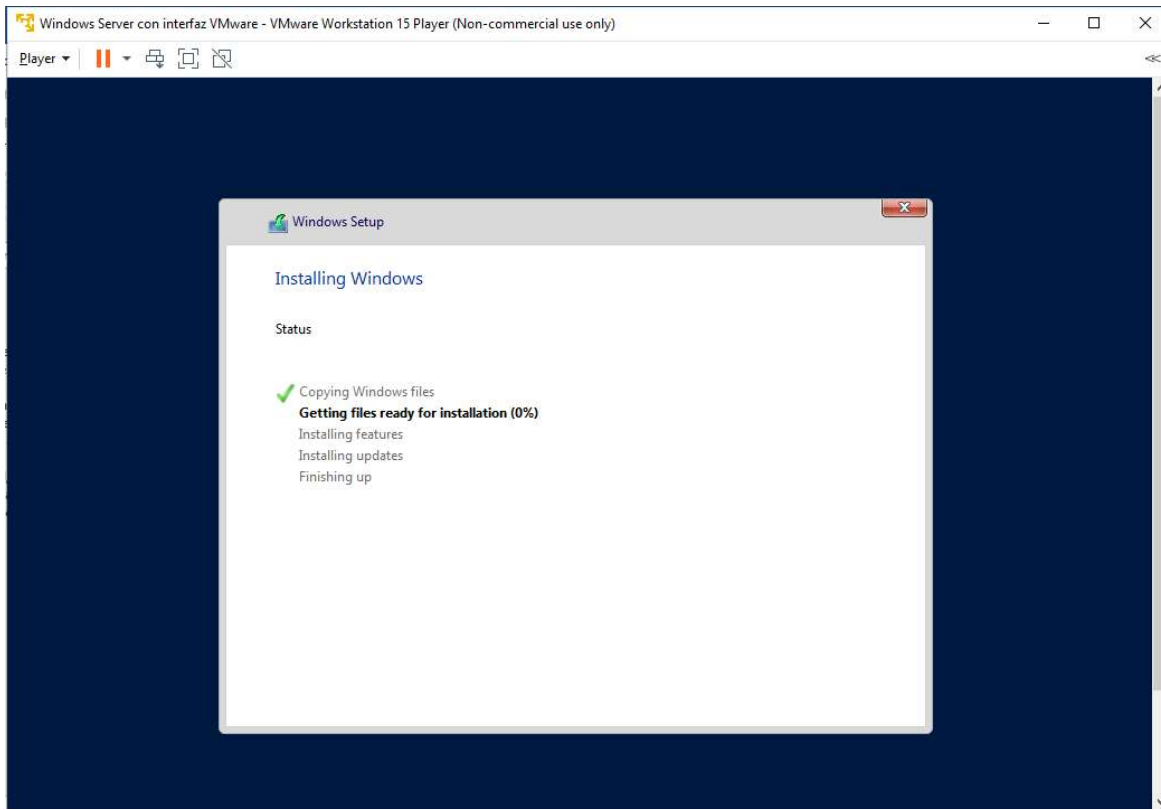 Windows Server con interfaz VMware - VMware Workstation 15 Player (Non-commercial use only)
Player
Windows Setup
Installing Windows
Status
Copying Windows files
Getting files ready for installation (0%)
Installing features
Installing updates
Finishing up